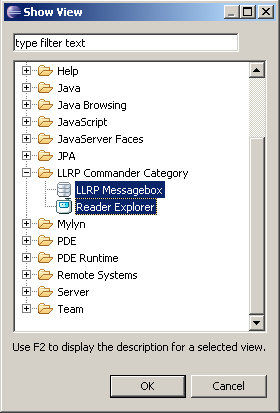 Show View
type filter text
Help
Java
Java Browsing
JavaScript
JavaServer Faces
JPA
LLRP Commander Category
LLRP Messagebox
Reader Explorer
Mylyn
PDE
PDE Runtime
Remote Systems
Server
Team
Use F2 to display the description for a selected view.
OK
Cancel